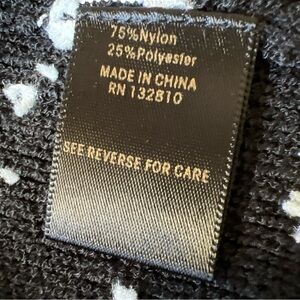 75%Nylon
25%Polyester
MADE IN CHINA
RN 132810
SEE REVERSE FOR CARE